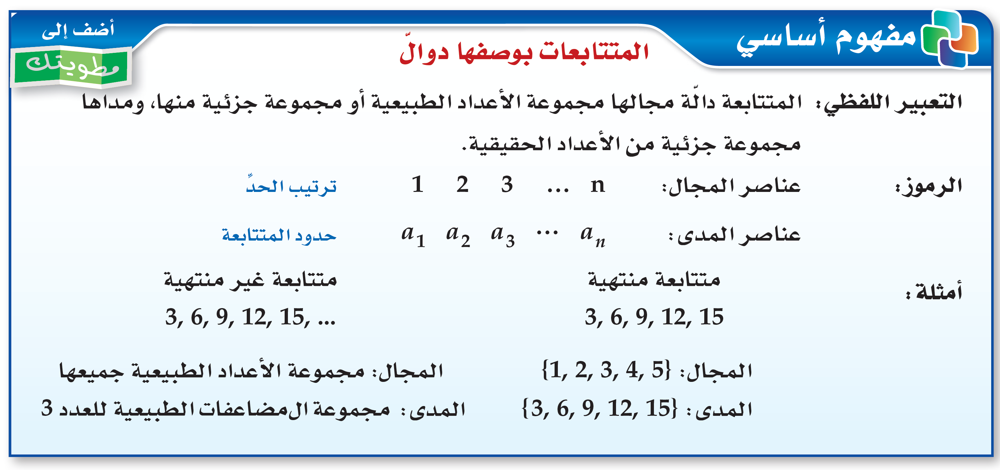 مفهوم أساسي
المتتابعات بوصفها دوالّ
أضف إلى
مطويتك
التعبير اللفظي: المتتابعة دالّة مجالها مجموعة الأعداد الطبيعية أو مجموعة جزئية منها، ومداها
مجموعة جزئية من الأعداد الحقيقية.
الرموز: عناصر المجال: 1 2 3 ... n ترتيب الحدِّ
عناصر المدى: a₁ a₂ a₃ ... aₙ حدود المتتابعة
أمثلة: متتابعة منتهية متتابعة غير منتهية
3, 6, 9, 12, 15 3, 6, 9, 12, 15, ...
المجال: {1, 2, 3, 4, 5} المجال: مجموعة الأعداد الطبيعية جميعها
المدى: {3, 6, 9, 12, 15} المدى: مجموعة المضاعفات الطبيعية للعدد 3